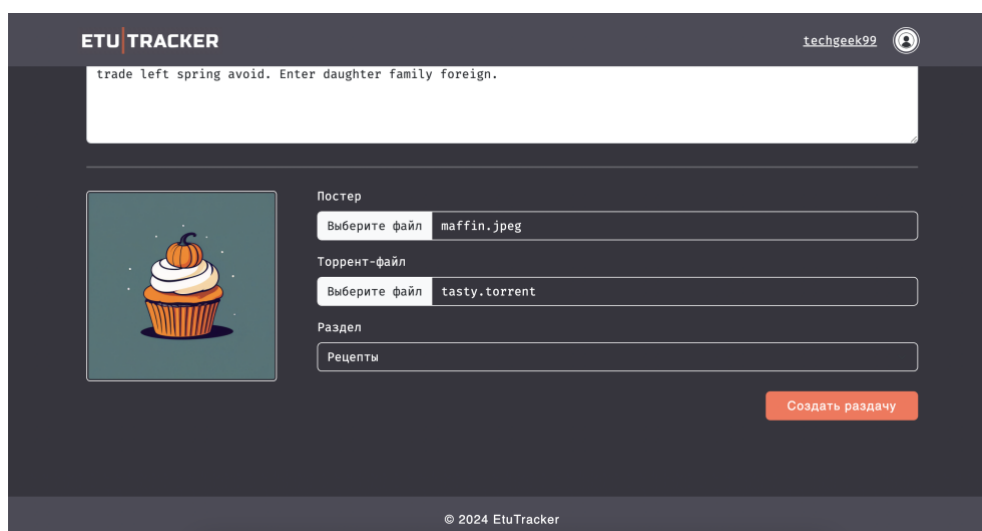 ETU TRACKER
techgeek99
trade left spring avoid. Enter daughter family foreign.
Постер
Выберите файл maffin.jpeg
Торрент-файл
Выберите файл tasty.torrent
Раздел
Рецепты
Создать раздачу
© 2024 EtuTracker